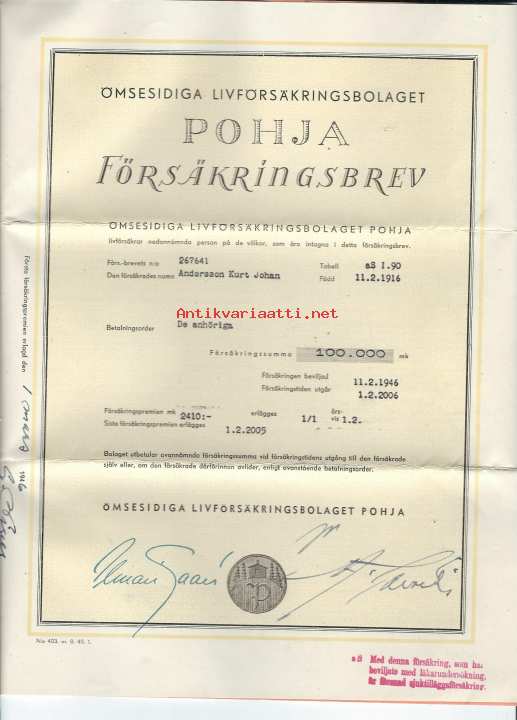 ÖMSESIDIGA LIVFÖRSÄKRINGSBOLAGET
POHJA
FÖRSÄKRINGSBREV
ÖMSESIDIGA LIVFÖRSÄKRINGSBOLAGET POHJA
livförsäkrar nedannämnda person på de villkor, som äro intagna i detta försäkringsbrev.
Förs.-brevets n:o 267641 Tabell aS I.90
Den försäkrades namn Andersson Kurt Johan Född 11.2.1916
Antikvariaatti.net
Betalningsorder De anhöriga
Försäkringssumma 100.000 mk
Försäkringen beviljad 11.2.1946
Försäkringstiden utgår 1.2.2006
Försäkringspremien mk 2410:- erlägges 1/1 års-vis 1.2.
Sista försäkringspremien erlägges 1.2.2005
Bolaget utbetalar ovannämnda försäkringssumma vid försäkringstidens utgång till den försäkrade
själv eller, om den försäkrade därförinnan avlider, enligt ovanstående betalningsorder.
ÖMSESIDIGA LIVFÖRSÄKRINGSBOLAGET POHJA
Första försäkringspremien erlagd den 1 mars 1946
N:o 403.
Med denna försäkring, som ha.
beviljats med läkarundersökning,
är förenad sjuktilläggsförsäkring.